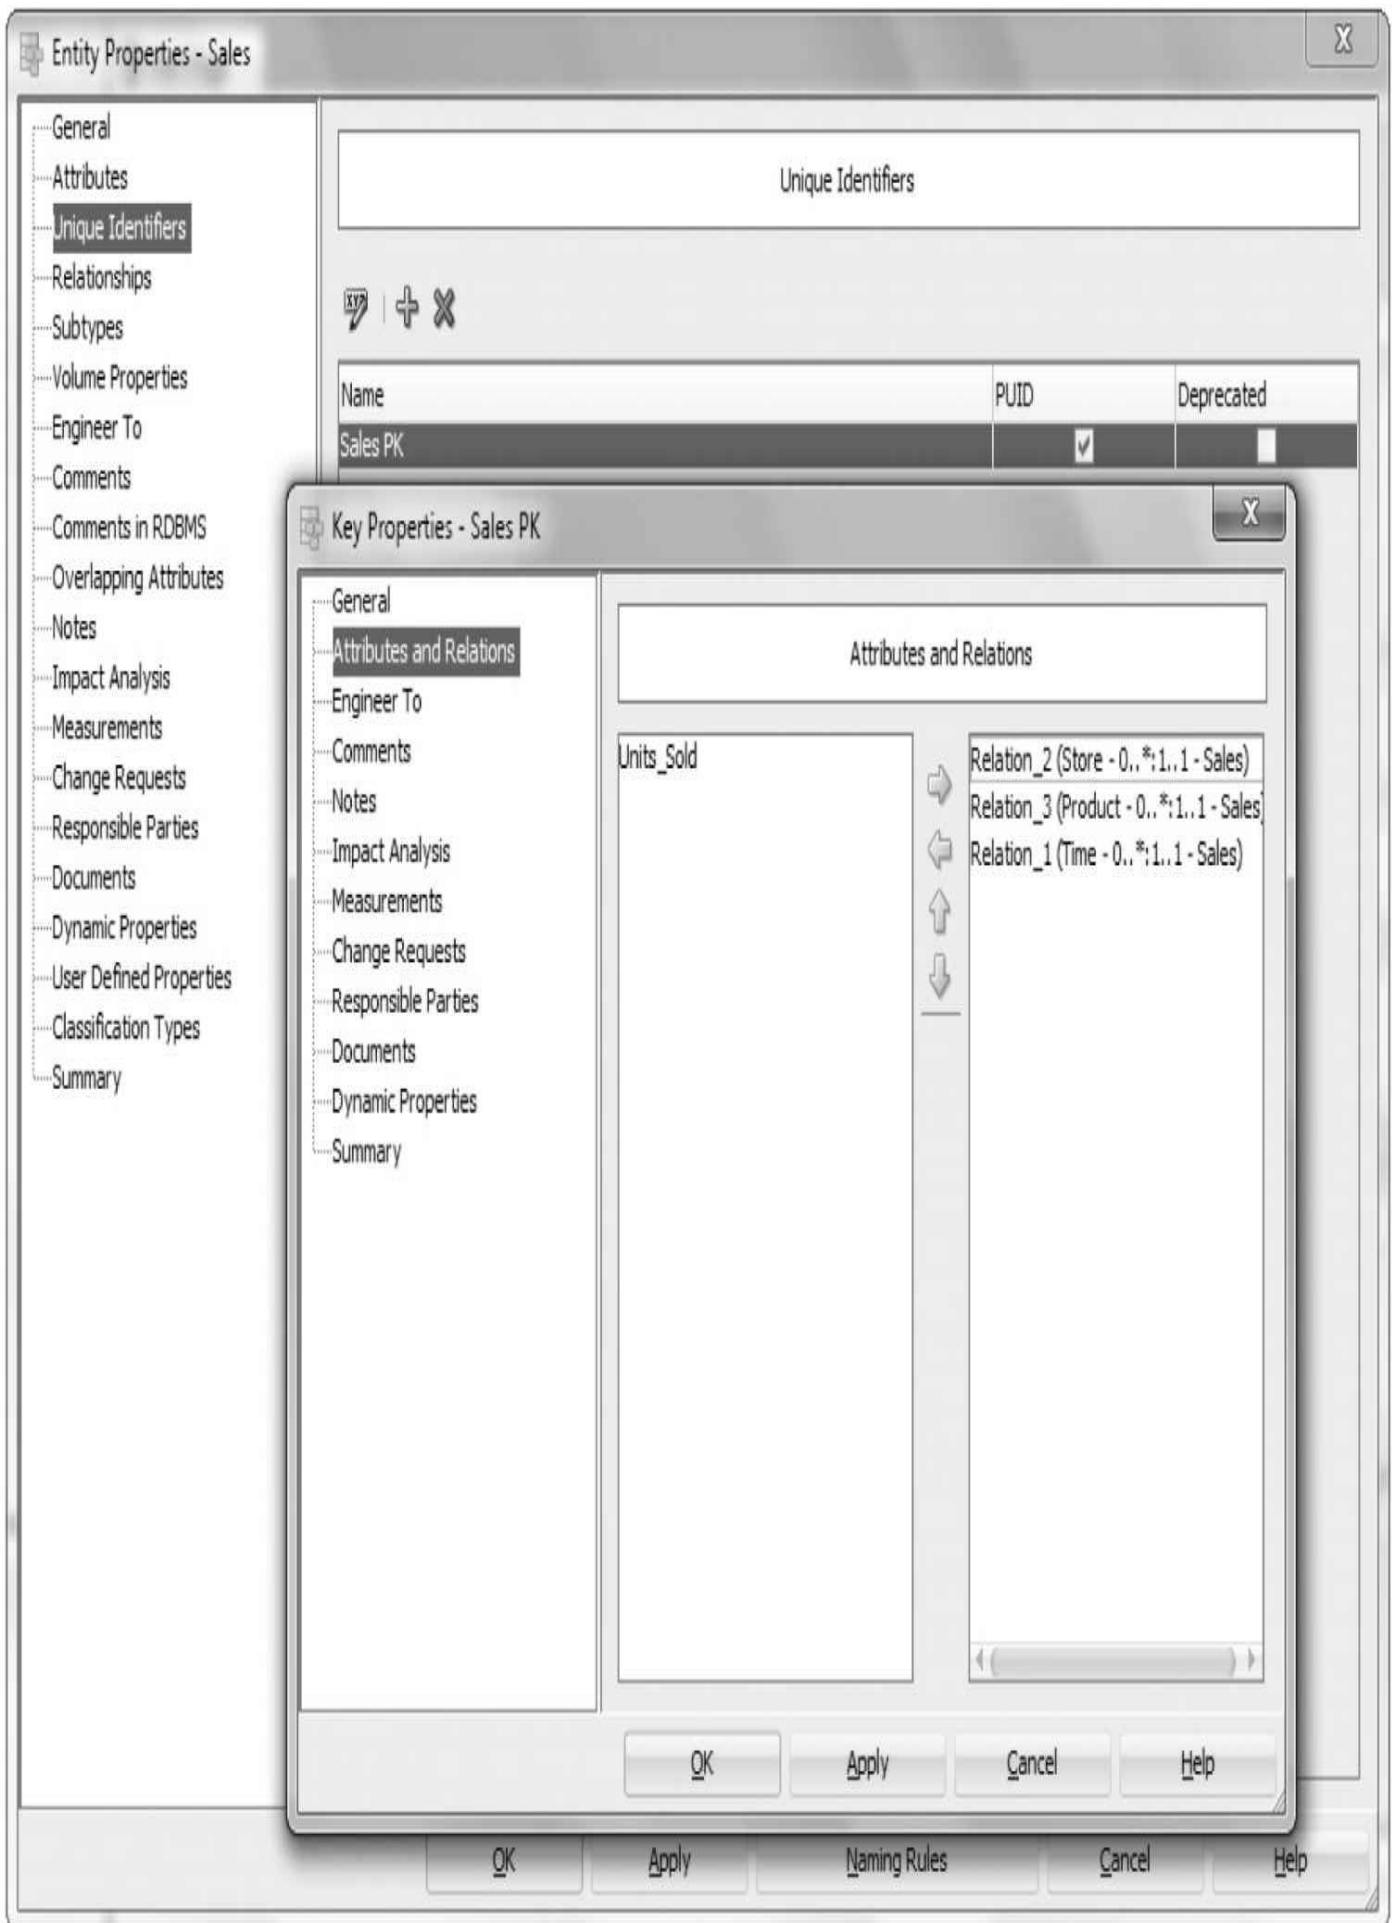 Entity Properties - Sales
X
General
Attributes
Unique Identifiers
Relationships
Subtypes
Volume Properties
Engineer To
Comments
Comments in RDBMS
Overlapping Attributes
Notes
Impact Analysis
Measurements
Change Requests
Responsible Parties
Documents
Dynamic Properties
User Defined Properties
Classification Types
Summary
Unique Identifiers
XYZ
Name PUID Deprecated
Sales PK
Key Properties - Sales PK
X
General
Attributes and Relations
Engineer To
Comments
Notes
Impact Analysis
Measurements
Change Requests
Responsible Parties
Documents
Dynamic Properties
Summary
Attributes and Relations
Units_Sold
Relation_2 (Store - 0..*:1..1 - Sales)
Relation_3 (Product - 0..*:1..1 - Sales)
Relation_1 (Time - 0..*:1..1 - Sales)
OK Apply Cancel Help
OK Apply Naming Rules Cancel Help